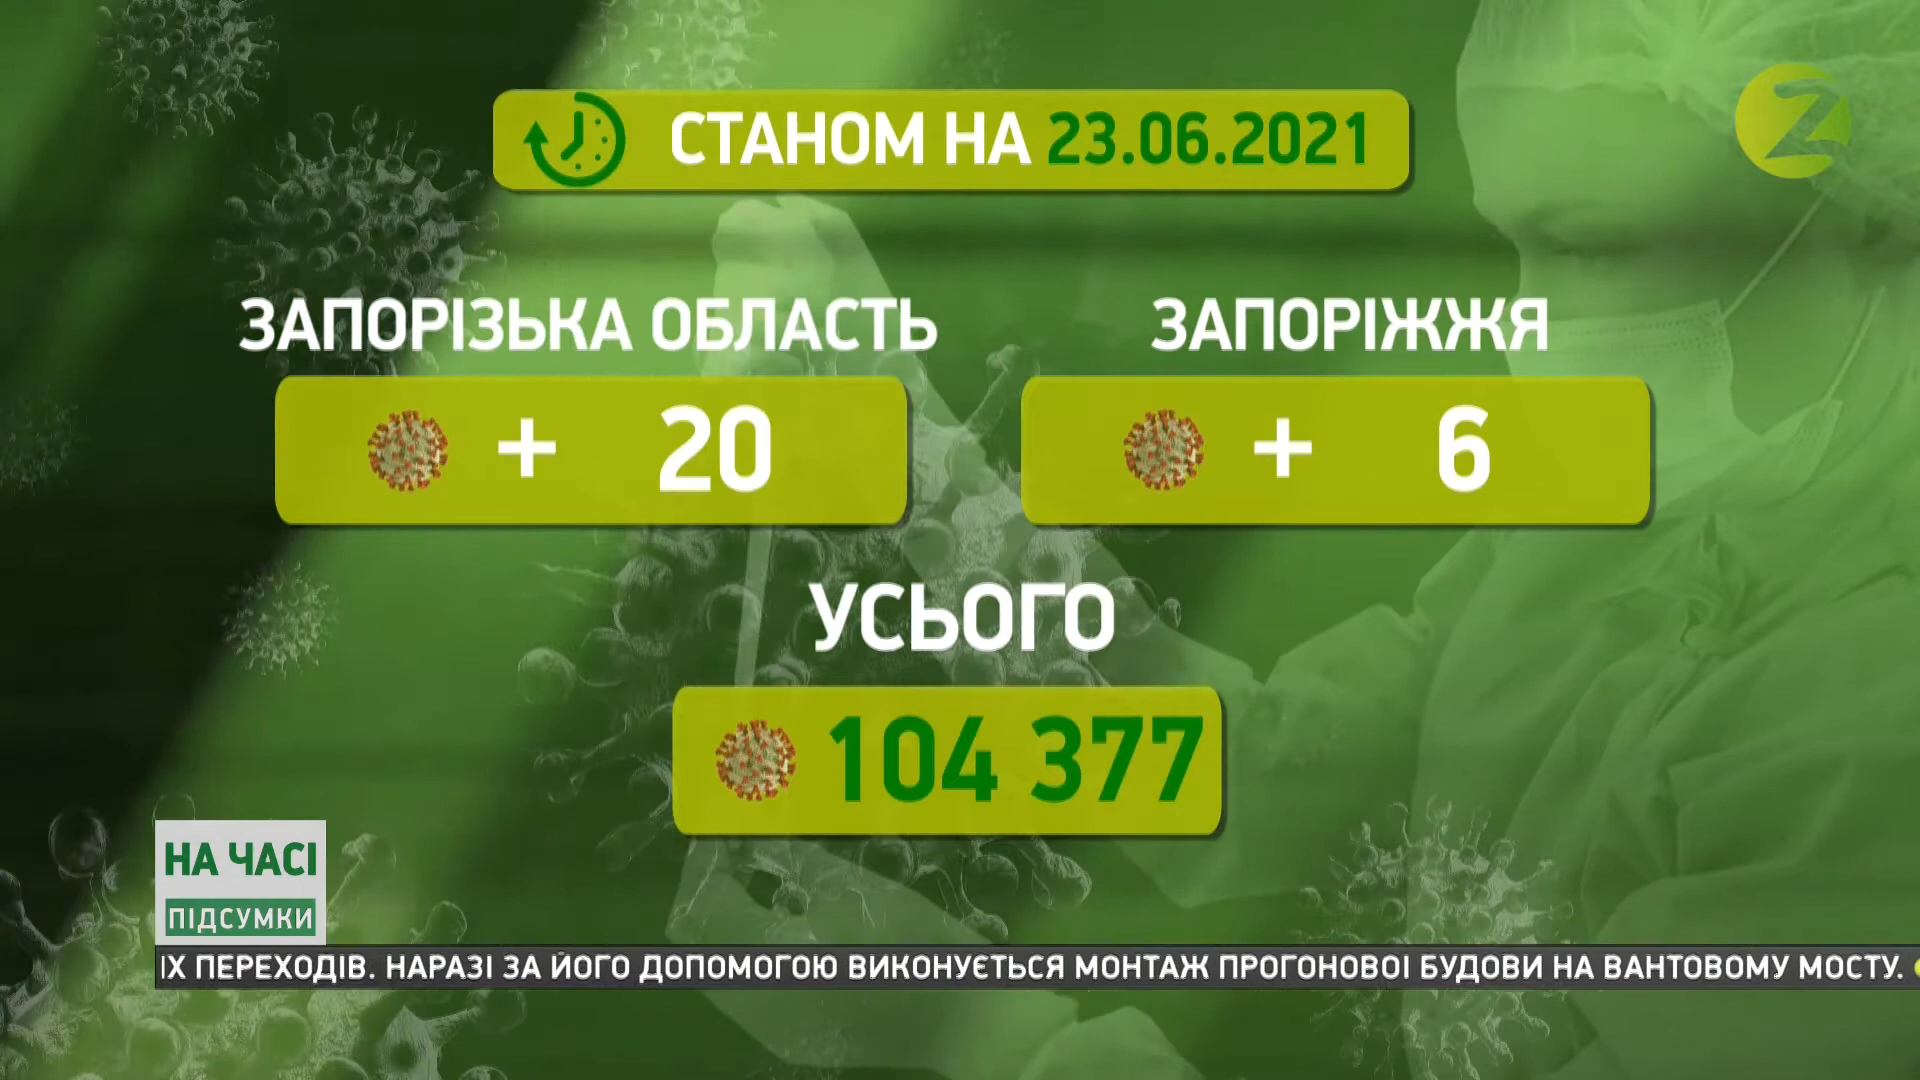 СТАНОМ НА 23.06.2021
ЗАПОРІЗЬКА ОБЛАСТЬ
ЗАПОРІЖЖЯ
+ 20
+ 6
УСЬОГО
104 377
НА ЧАСІ
ПІДСУМКИ
ІХ ПЕРЕХОДІВ. НАРАЗІ ЗА ЙОГО ДОПОМОГОЮ ВИКОНУЄТЬСЯ МОНТАЖ ПРОГОНОВОЇ БУДОВИ НА ВАНТОВОМУ МОСТУ.